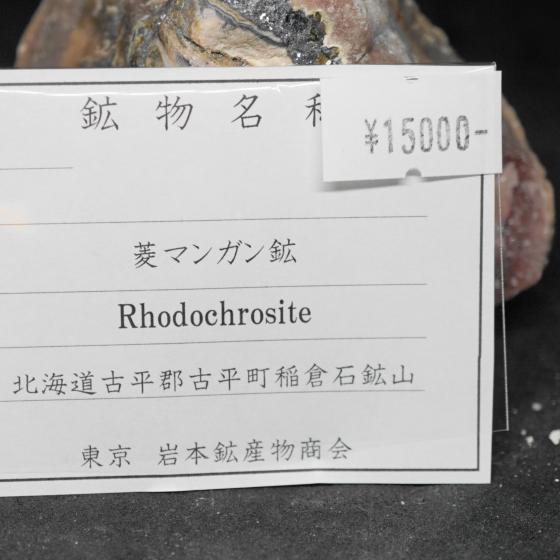 鉱物名
¥15000-
菱マンガン鉱
Rhodochrosite
北海道古平郡古平町稲倉石鉱山
東京 岩本鉱産物商会